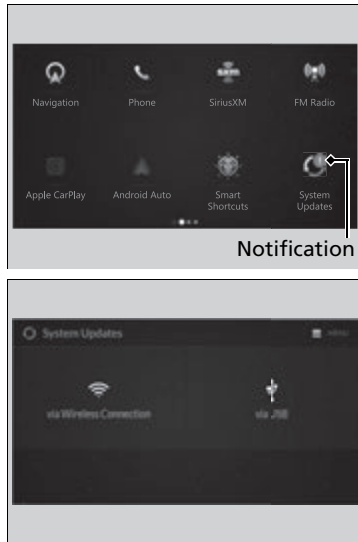 Navigation Phone SiriusXM FM Radio
Apple CarPlay Android Auto Smart Shortcuts System Updates
Notification
System Updates MENU
via Wireless Connection via USB